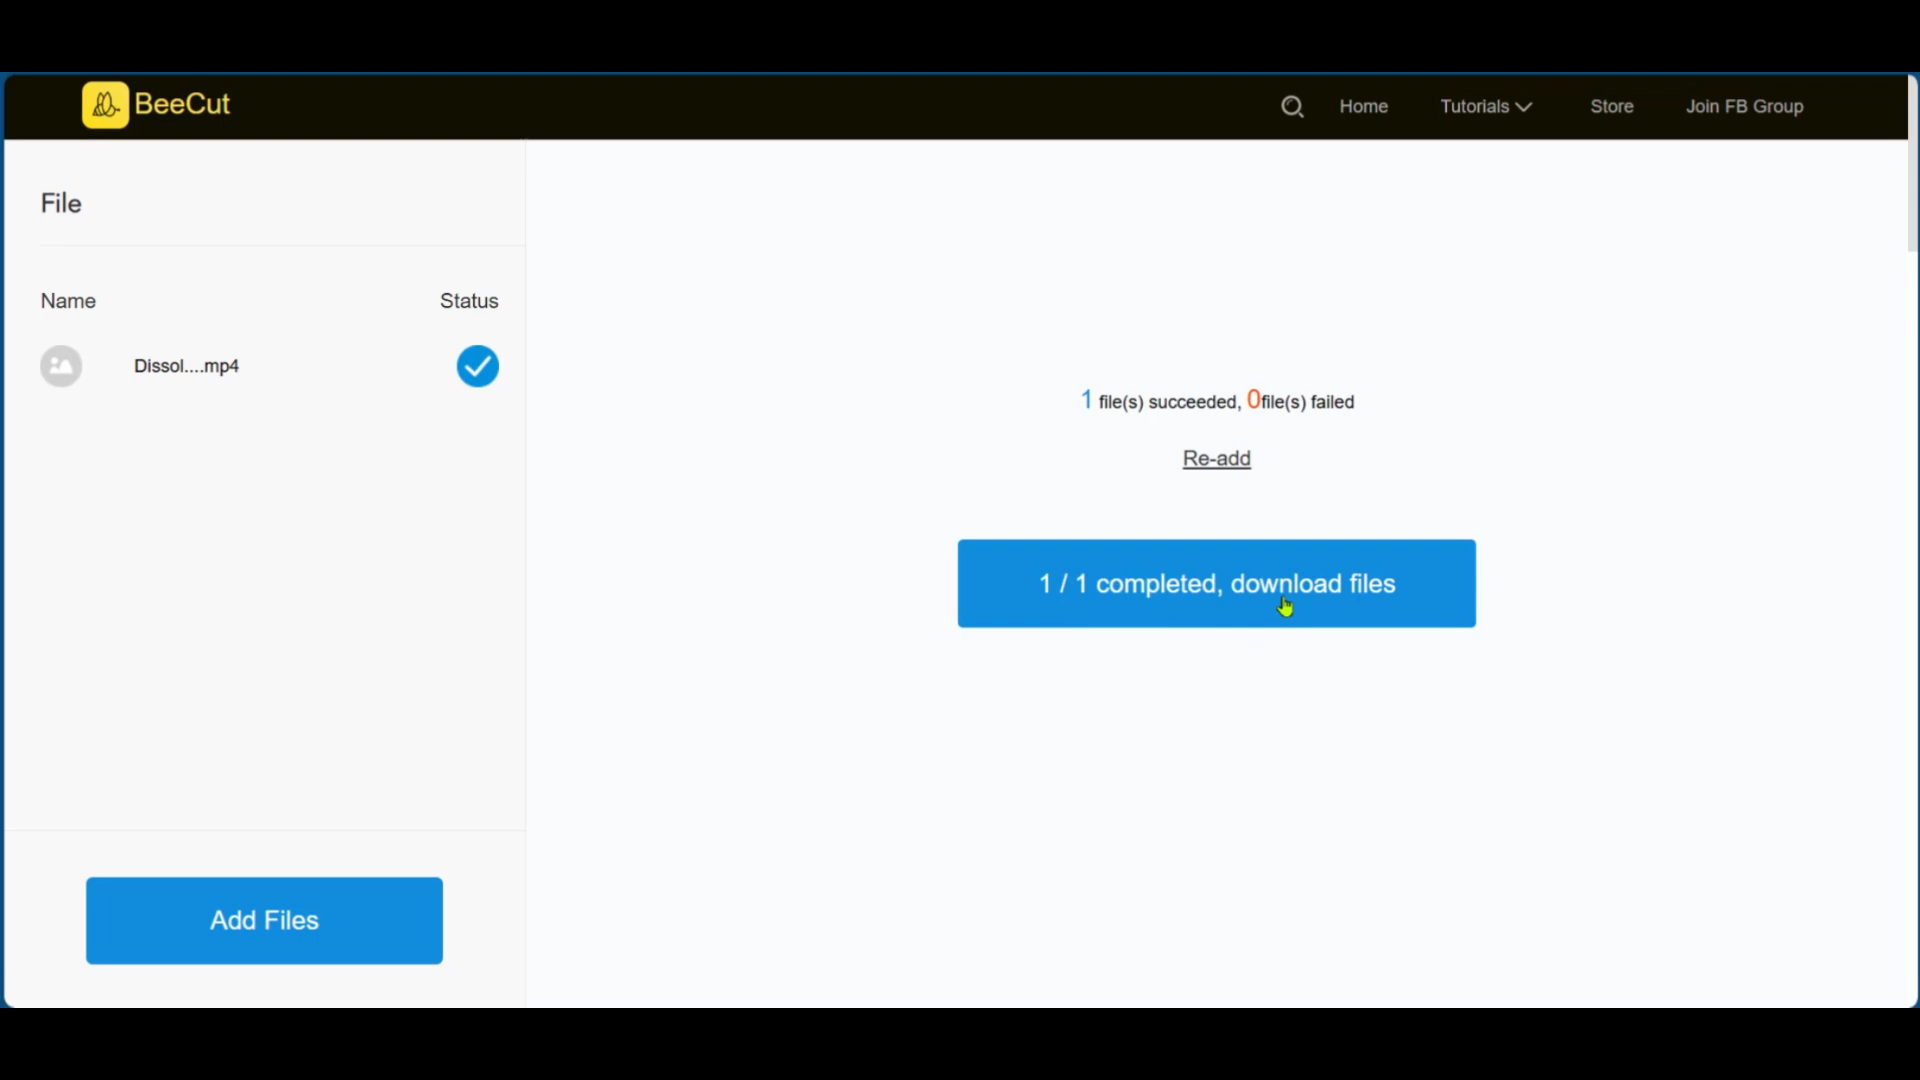 BeeCut
Home Tutorials Store Join FB Group
File
Name Status
Dissol....mp4
1 file(s) succeeded, 0file(s) failed
Re-add
1 / 1 completed, download files
Add Files